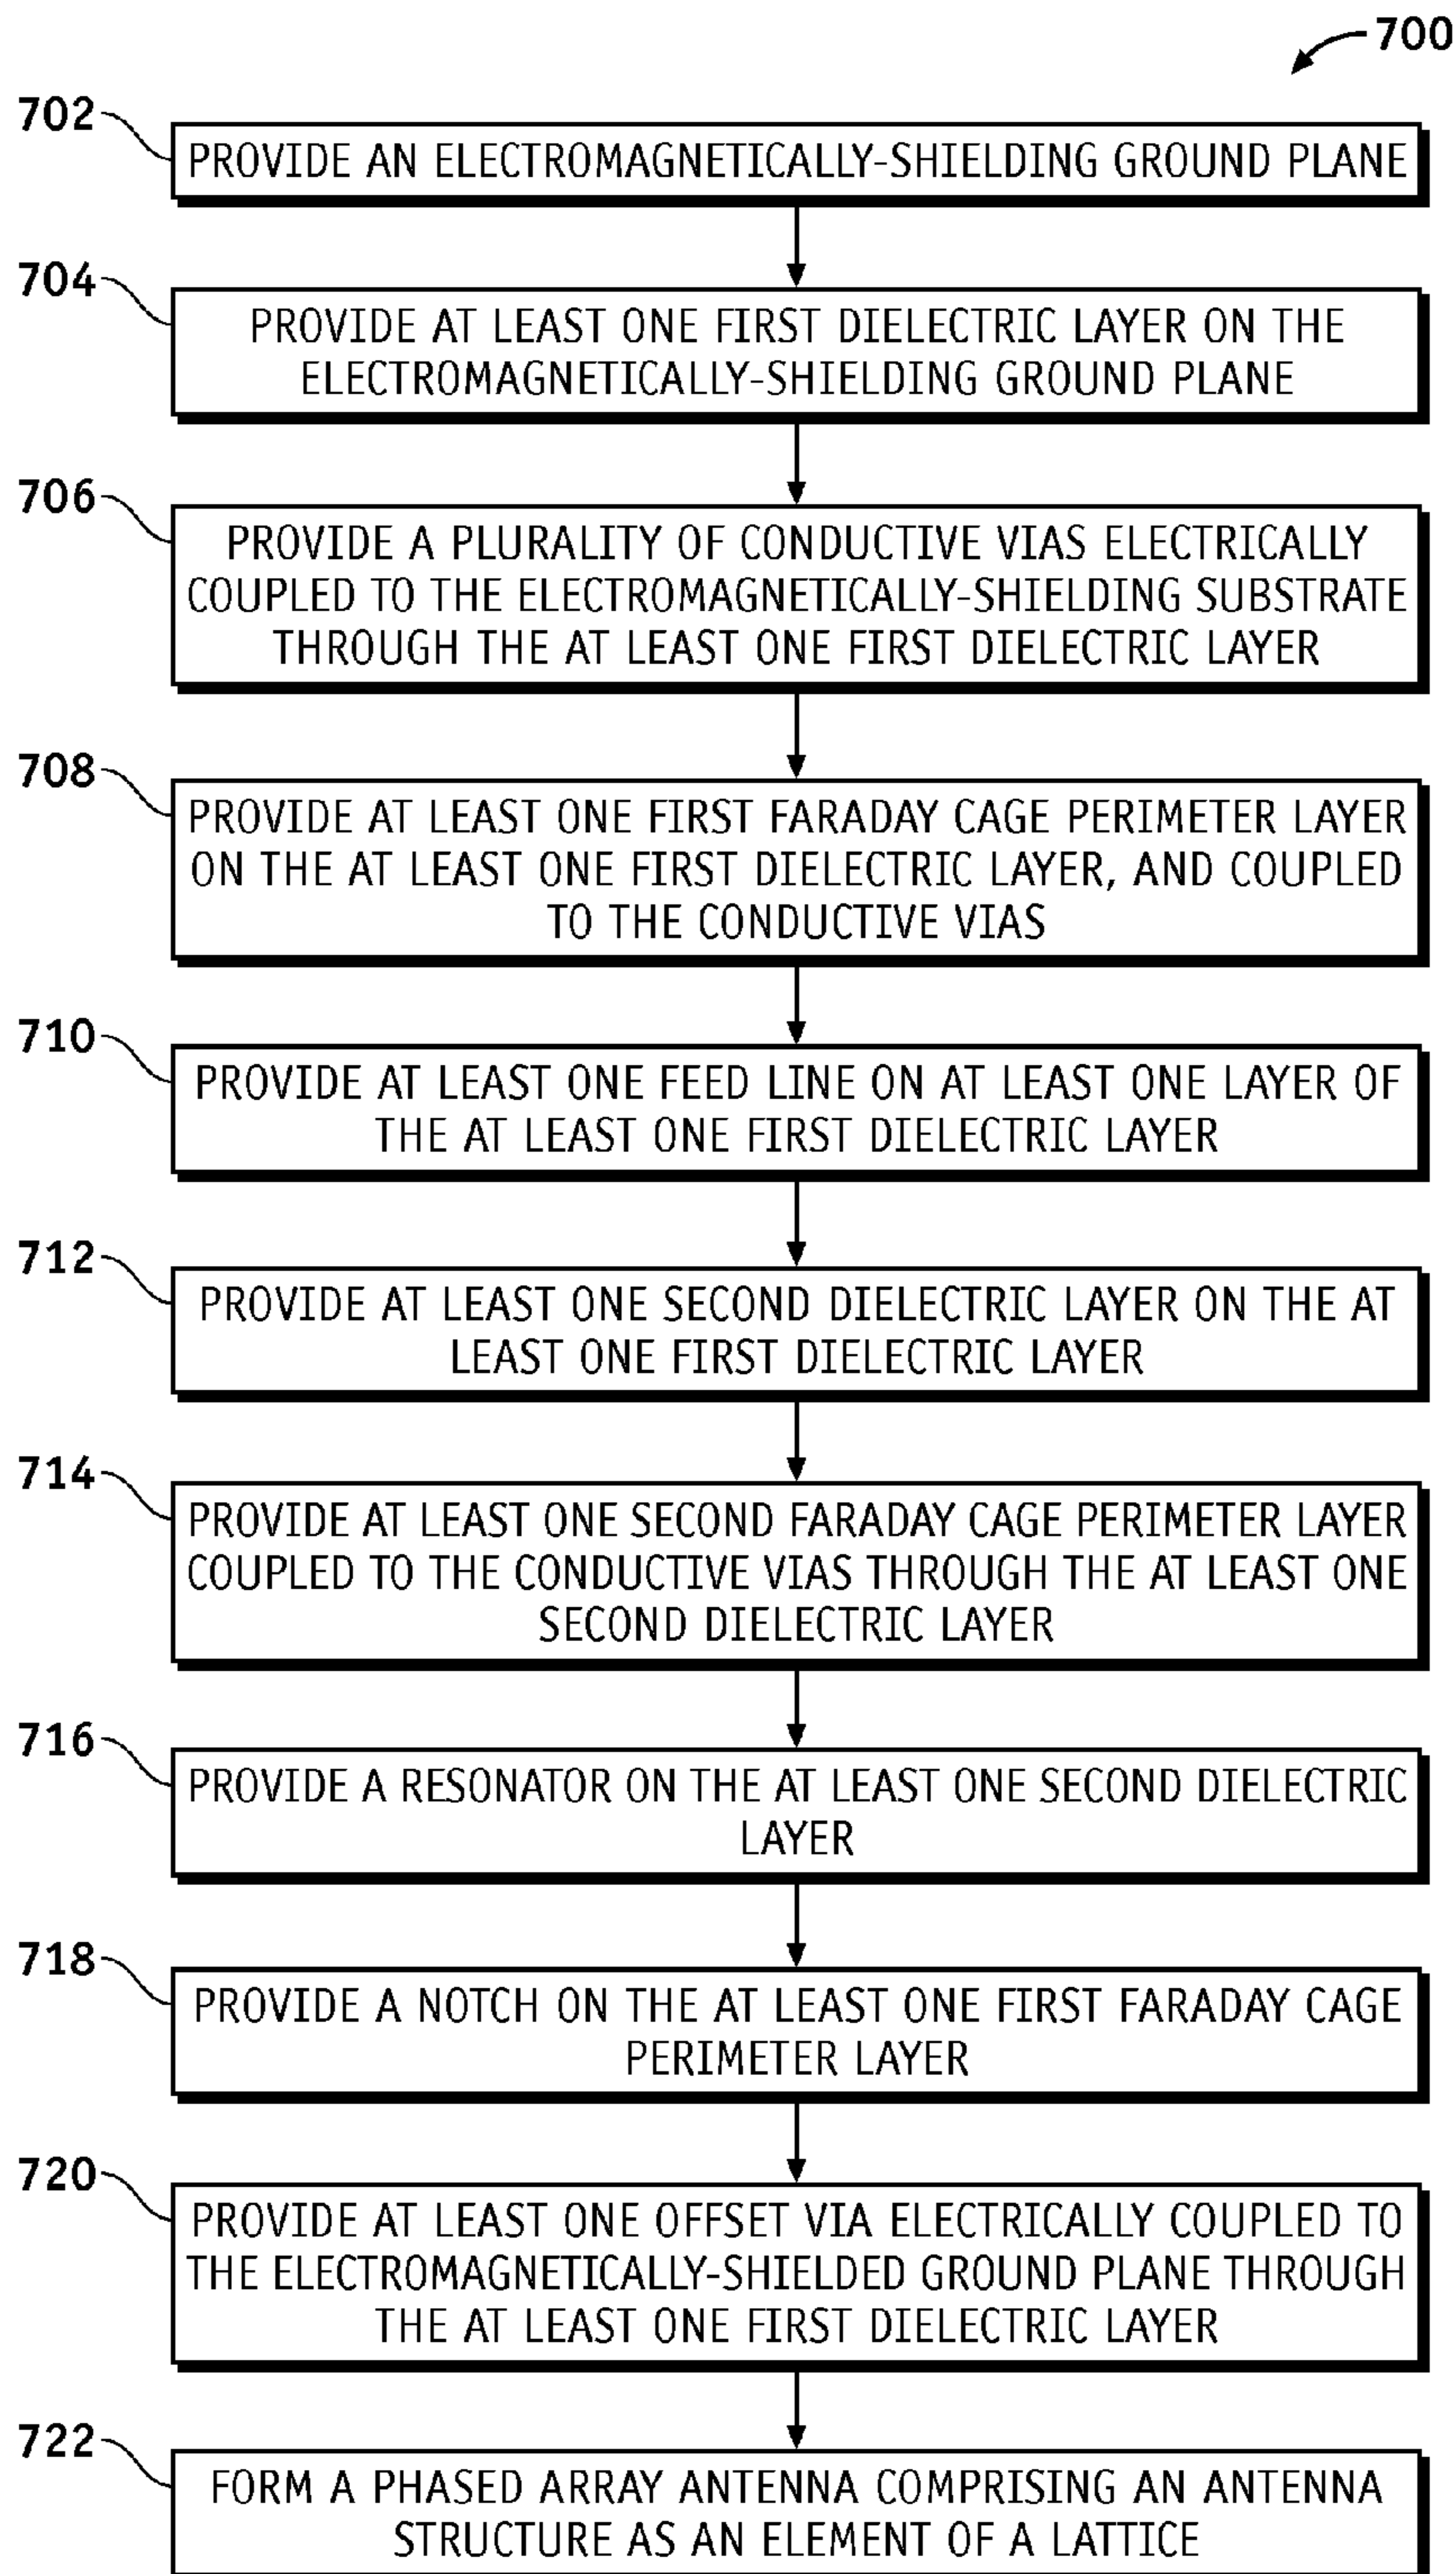 700
702
PROVIDE AN ELECTROMAGNETICALLY-SHIELDING GROUND PLANE
704
PROVIDE AT LEAST ONE FIRST DIELECTRIC LAYER ON THE
ELECTROMAGNETICALLY-SHIELDING GROUND PLANE
706
PROVIDE A PLURALITY OF CONDUCTIVE VIAS ELECTRICALLY
COUPLED TO THE ELECTROMAGNETICALLY-SHIELDING SUBSTRATE
THROUGH THE AT LEAST ONE FIRST DIELECTRIC LAYER
708
PROVIDE AT LEAST ONE FIRST FARADAY CAGE PERIMETER LAYER
ON THE AT LEAST ONE FIRST DIELECTRIC LAYER, AND COUPLED
TO THE CONDUCTIVE VIAS
710
PROVIDE AT LEAST ONE FEED LINE ON AT LEAST ONE LAYER OF
THE AT LEAST ONE FIRST DIELECTRIC LAYER
712
PROVIDE AT LEAST ONE SECOND DIELECTRIC LAYER ON THE AT
LEAST ONE FIRST DIELECTRIC LAYER
714
PROVIDE AT LEAST ONE SECOND FARADAY CAGE PERIMETER LAYER
COUPLED TO THE CONDUCTIVE VIAS THROUGH THE AT LEAST ONE
SECOND DIELECTRIC LAYER
716
PROVIDE A RESONATOR ON THE AT LEAST ONE SECOND DIELECTRIC
LAYER
718
PROVIDE A NOTCH ON THE AT LEAST ONE FIRST FARADAY CAGE
PERIMETER LAYER
720
PROVIDE AT LEAST ONE OFFSET VIA ELECTRICALLY COUPLED TO
THE ELECTROMAGNETICALLY-SHIELDED GROUND PLANE THROUGH
THE AT LEAST ONE FIRST DIELECTRIC LAYER
722
FORM A PHASED ARRAY ANTENNA COMPRISING AN ANTENNA
STRUCTURE AS AN ELEMENT OF A LATTICE